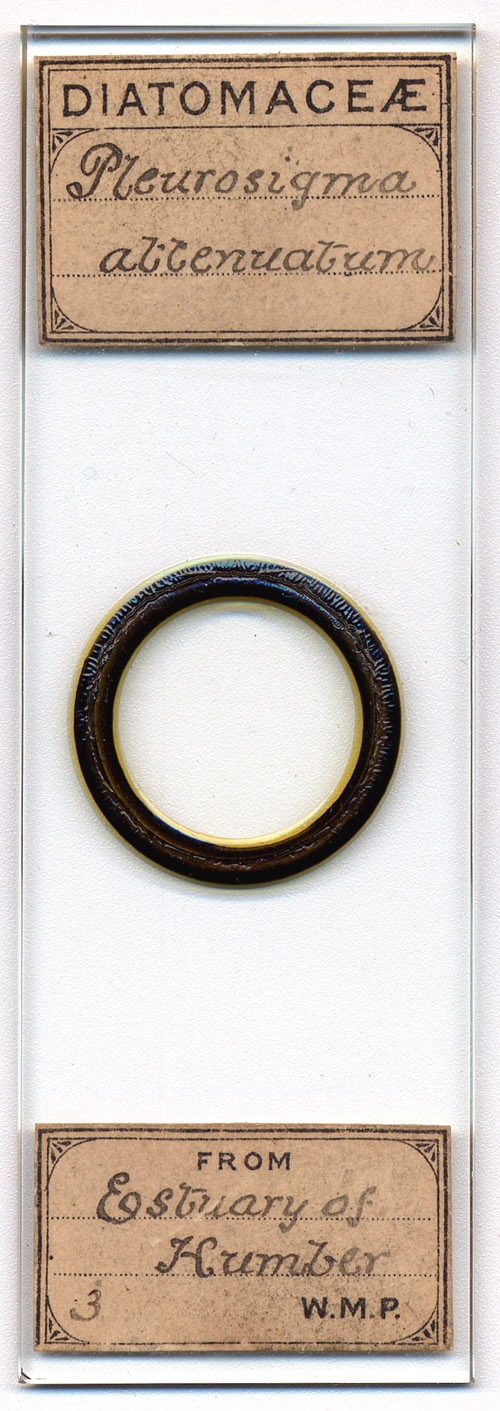 DIATOMACEÆ
Pleurosigma
attenuatum
FROM
Estuary of
Humber
3 W.M.P.